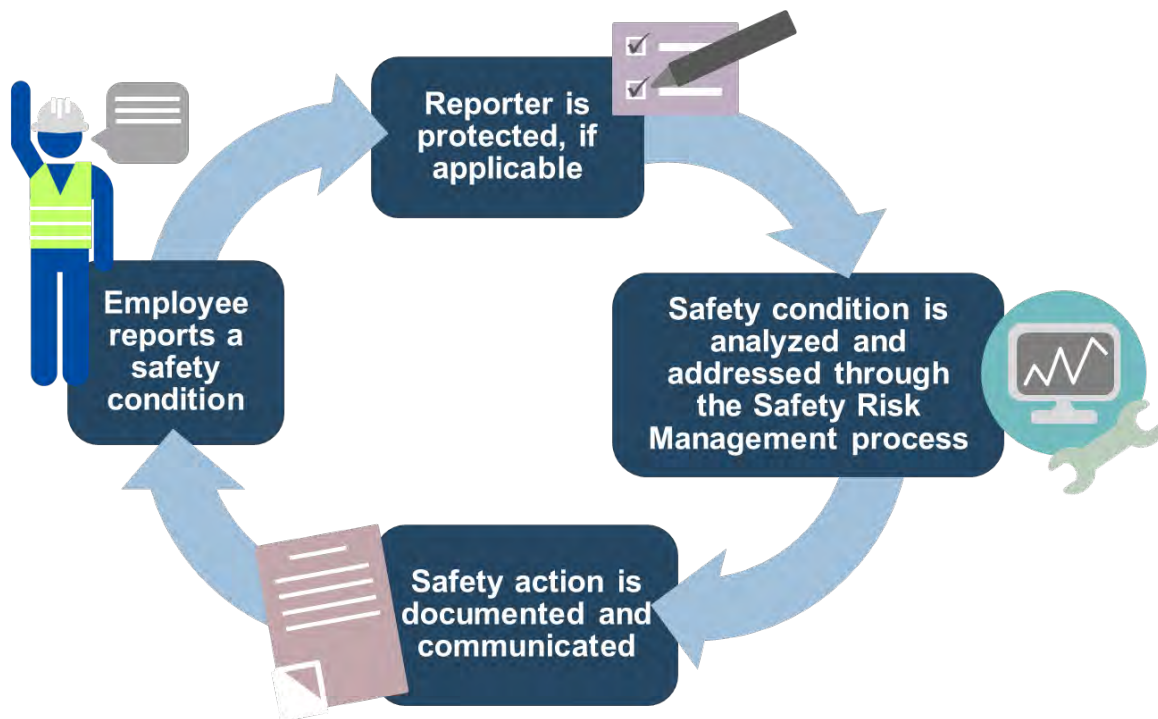 Reporter is
protected, if
applicable
Safety condition is
analyzed and
addressed through
the Safety Risk
Management process
Safety action is
documented and
communicated
Employee
reports a
safety
condition